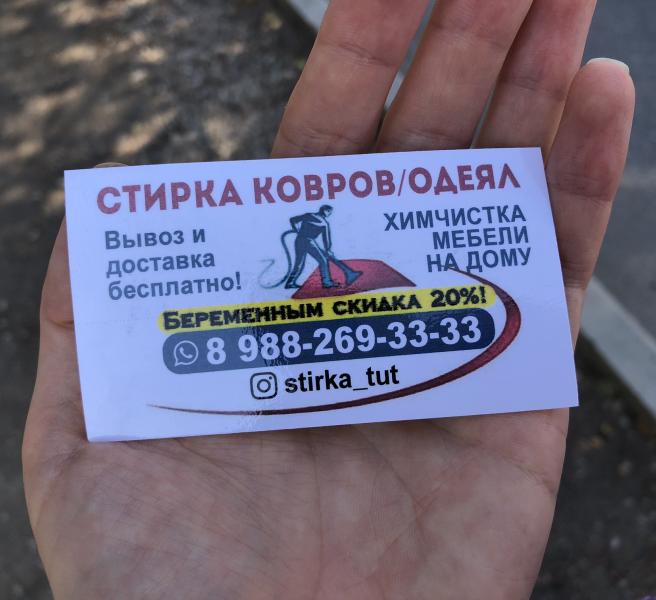 СТИРКА КОВРОВ/ОДЕЯЛ
Вывоз и
доставка
бесплатно!
ХИМЧИСТКА
МЕБЕЛИ
НА ДОМУ
БЕРЕМЕННЫМ СКИДКА 20%!
8 988-269-33-33
stirka_tut